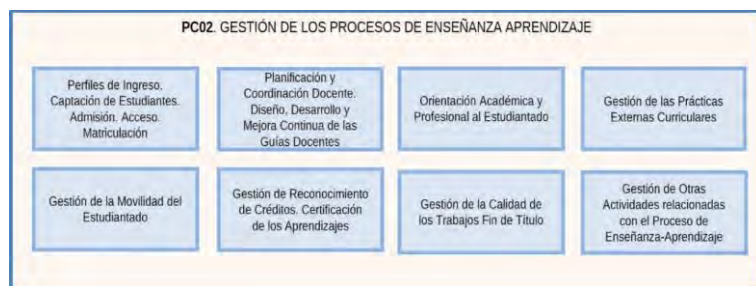 PC02. GESTIÓN DE LOS PROCESOS DE ENSEÑANZA APRENDIZAJE
Perfiles de Ingreso.
Captación de Estudiantes.
Admisión. Acceso.
Matriculación
Planificación y
Coordinación Docente.
Diseño, Desarrollo y
Mejora Continua de las
Guías Docentes
Orientación Académica y
Profesional al Estudiantado
Gestión de las Prácticas
Externas Curriculares
Gestión de la Movilidad del
Estudiantado
Gestión de Reconocimiento
de Créditos. Certificación
de los Aprendizajes
Gestión de la Calidad de
los Trabajos Fin de Título
Gestión de Otras
Actividades relacionadas
con el Proceso de
Enseñanza-Aprendizaje